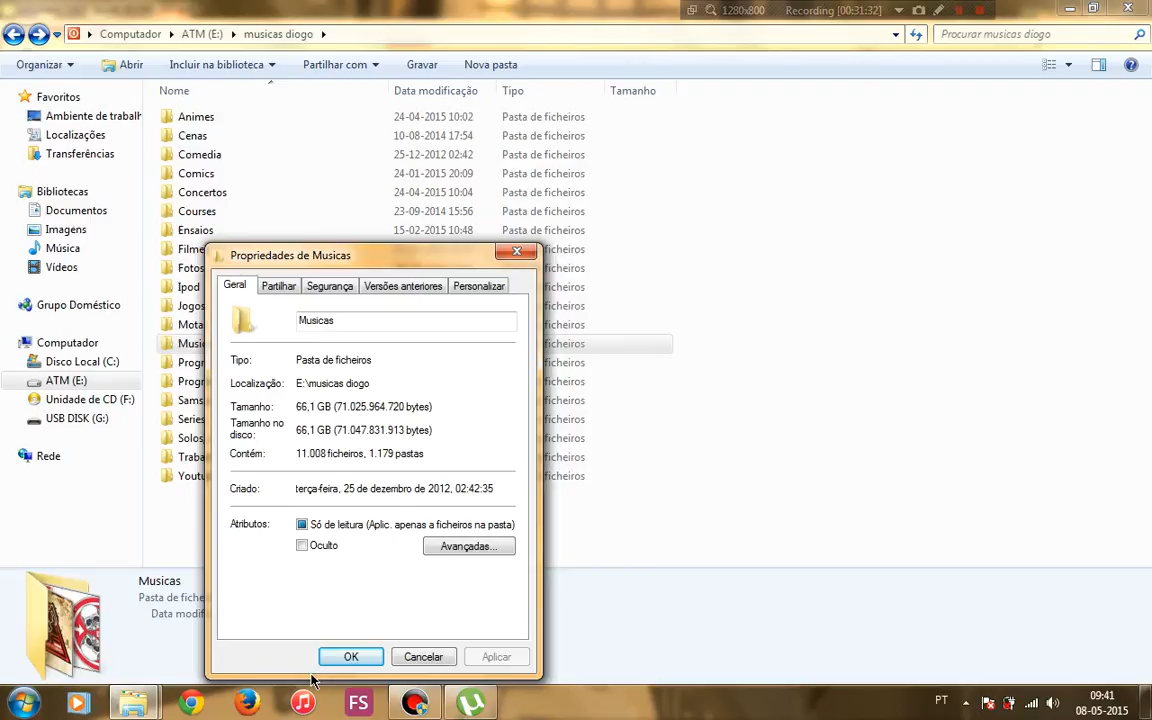 1280x800 Recording [00:31:32]
Computador ATM (E:) musicas diogo Procurar musicas diogo
Organizar Abrir Incluir na biblioteca Partilhar com Gravar Nova pasta
Nome Data modificação Tipo Tamanho
Favoritos
Ambiente de trabalh
Localizações
Transferências
Bibliotecas
Documentos
Imagens
Música
Vídeos
Grupo Doméstico
Computador
Disco Local (C:)
ATM (E:)
Unidade de CD (F:)
USB DISK (G:)
Rede
Animes 24-04-2015 10:02 Pasta de ficheiros
Cenas 10-08-2014 17:54 Pasta de ficheiros
Comedia 25-12-2012 02:42 Pasta de ficheiros
Comics 24-01-2015 20:09 Pasta de ficheiros
Concertos 24-04-2015 10:04 Pasta de ficheiros
Courses 23-09-2014 15:56 Pasta de ficheiros
Ensaios 15-02-2015 10:48 Pasta de ficheiros
Filme ficheiros
Fotos ficheiros
Ipod ficheiros
Jogos ficheiros
Mota ficheiros
Music ficheiros
Progr ficheiros
Progr ficheiros
Sams ficheiros
Series ficheiros
Solos ficheiros
Traba ficheiros
Youtu ficheiros
Propriedades de Musicas
Geral Partilhar Segurança Versões anteriores Personalizar
Musicas
Tipo: Pasta de ficheiros
Localização: E:\musicas diogo
Tamanho: 66,1 GB (71.025.964.720 bytes)
Tamanho no disco: 66,1 GB (71.047.831.913 bytes)
Contém: 11.008 ficheiros, 1.179 pastas
Criado: terça-feira, 25 de dezembro de 2012, 02:42:35
Atributos: Só de leitura (Aplic. apenas a ficheiros na pasta)
Oculto Avançadas...
OK Cancelar Aplicar
Musicas
Pasta de fiche
Data modif
FS
PT
09:41
08-05-2015